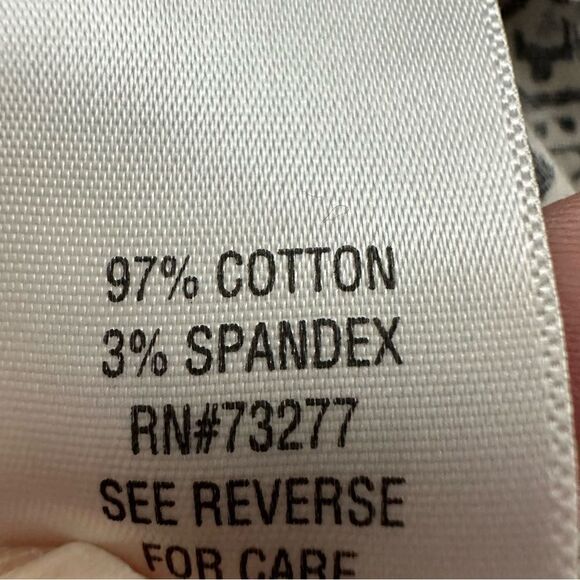 97% COTTON
3% SPANDEX
RN#73277
SEE REVERSE
FOR CARE